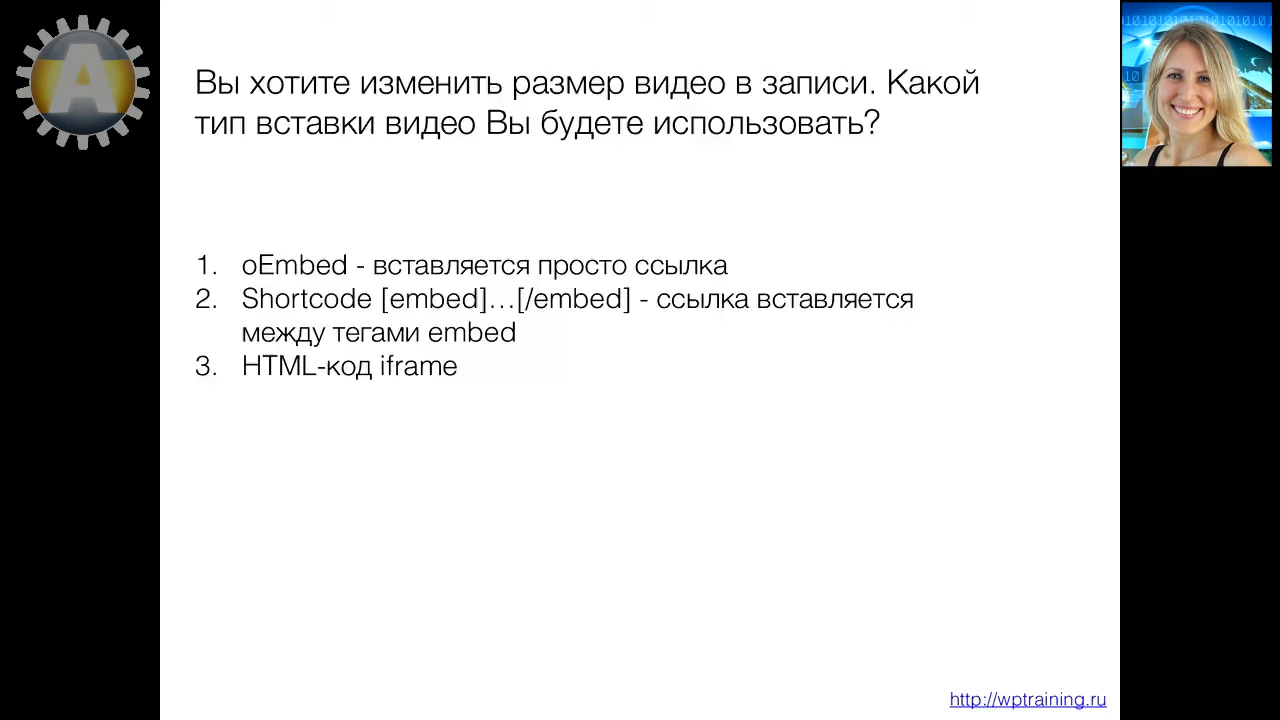 Вы хотите изменить размер видео в записи. Какой
тип вставки видео Вы будете использовать?
1. oEmbed - вставляется просто ссылка
2. Shortcode [embed]…[/embed] - ссылка вставляется
между тегами embed
3. HTML-код iframe
http://wptraining.ru
A